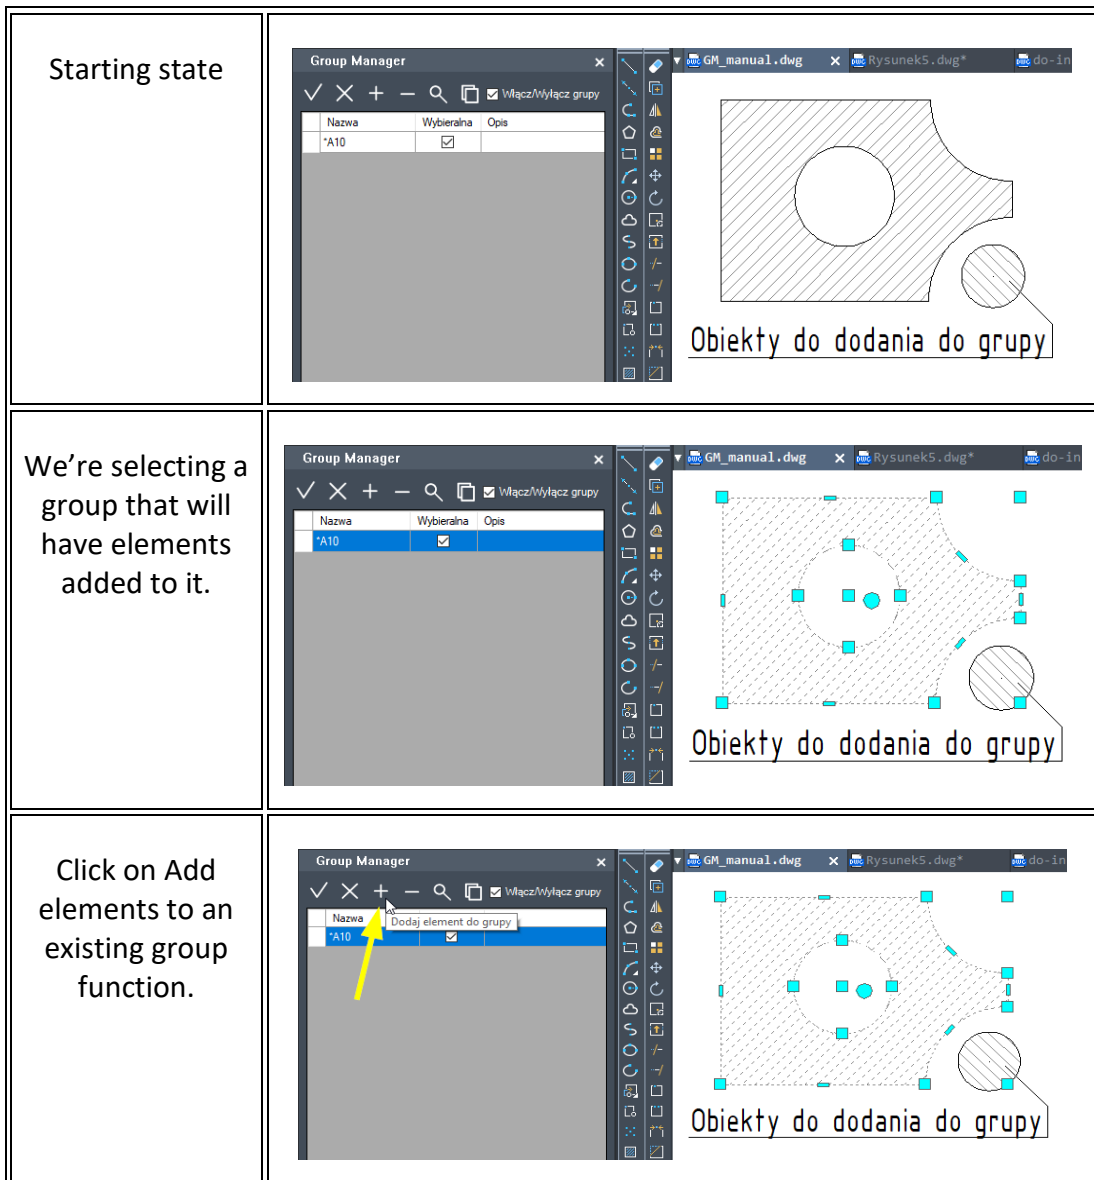 Starting state
Group Manager
Włącz/Wyłącz grupy
Nazwa Wybieralna Opis
*A10
GM_manual.dwg Rysunek5.dwg* do-in
Obiekty do dodania do grupy
We’re selecting a
group that will
have elements
added to it.
Group Manager
Włącz/Wyłącz grupy
Nazwa Wybieralna Opis
*A10
GM_manual.dwg Rysunek5.dwg* do-in
Obiekty do dodania do grupy
Click on Add
elements to an
existing group
function.
Group Manager
Włącz/Wyłącz grupy
Nazwa
Dodaj element do grupy
*A10
GM_manual.dwg Rysunek5.dwg* do-in
Obiekty do dodania do grupy